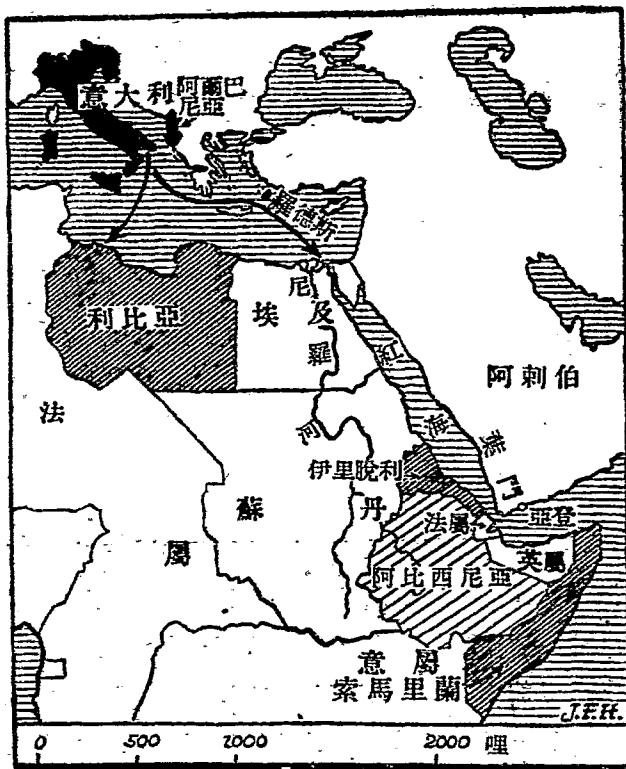 意大利
阿爾巴
尼亞
羅德斯
利比亞
埃及
尼羅河
紅海
阿剌伯
葉門
法屬
伊里脫利
蘇丹
亞登
法屬
英屬
阿比西尼亞
意屬
索馬里蘭
J.F.H.
0 500 1000 2000 哩